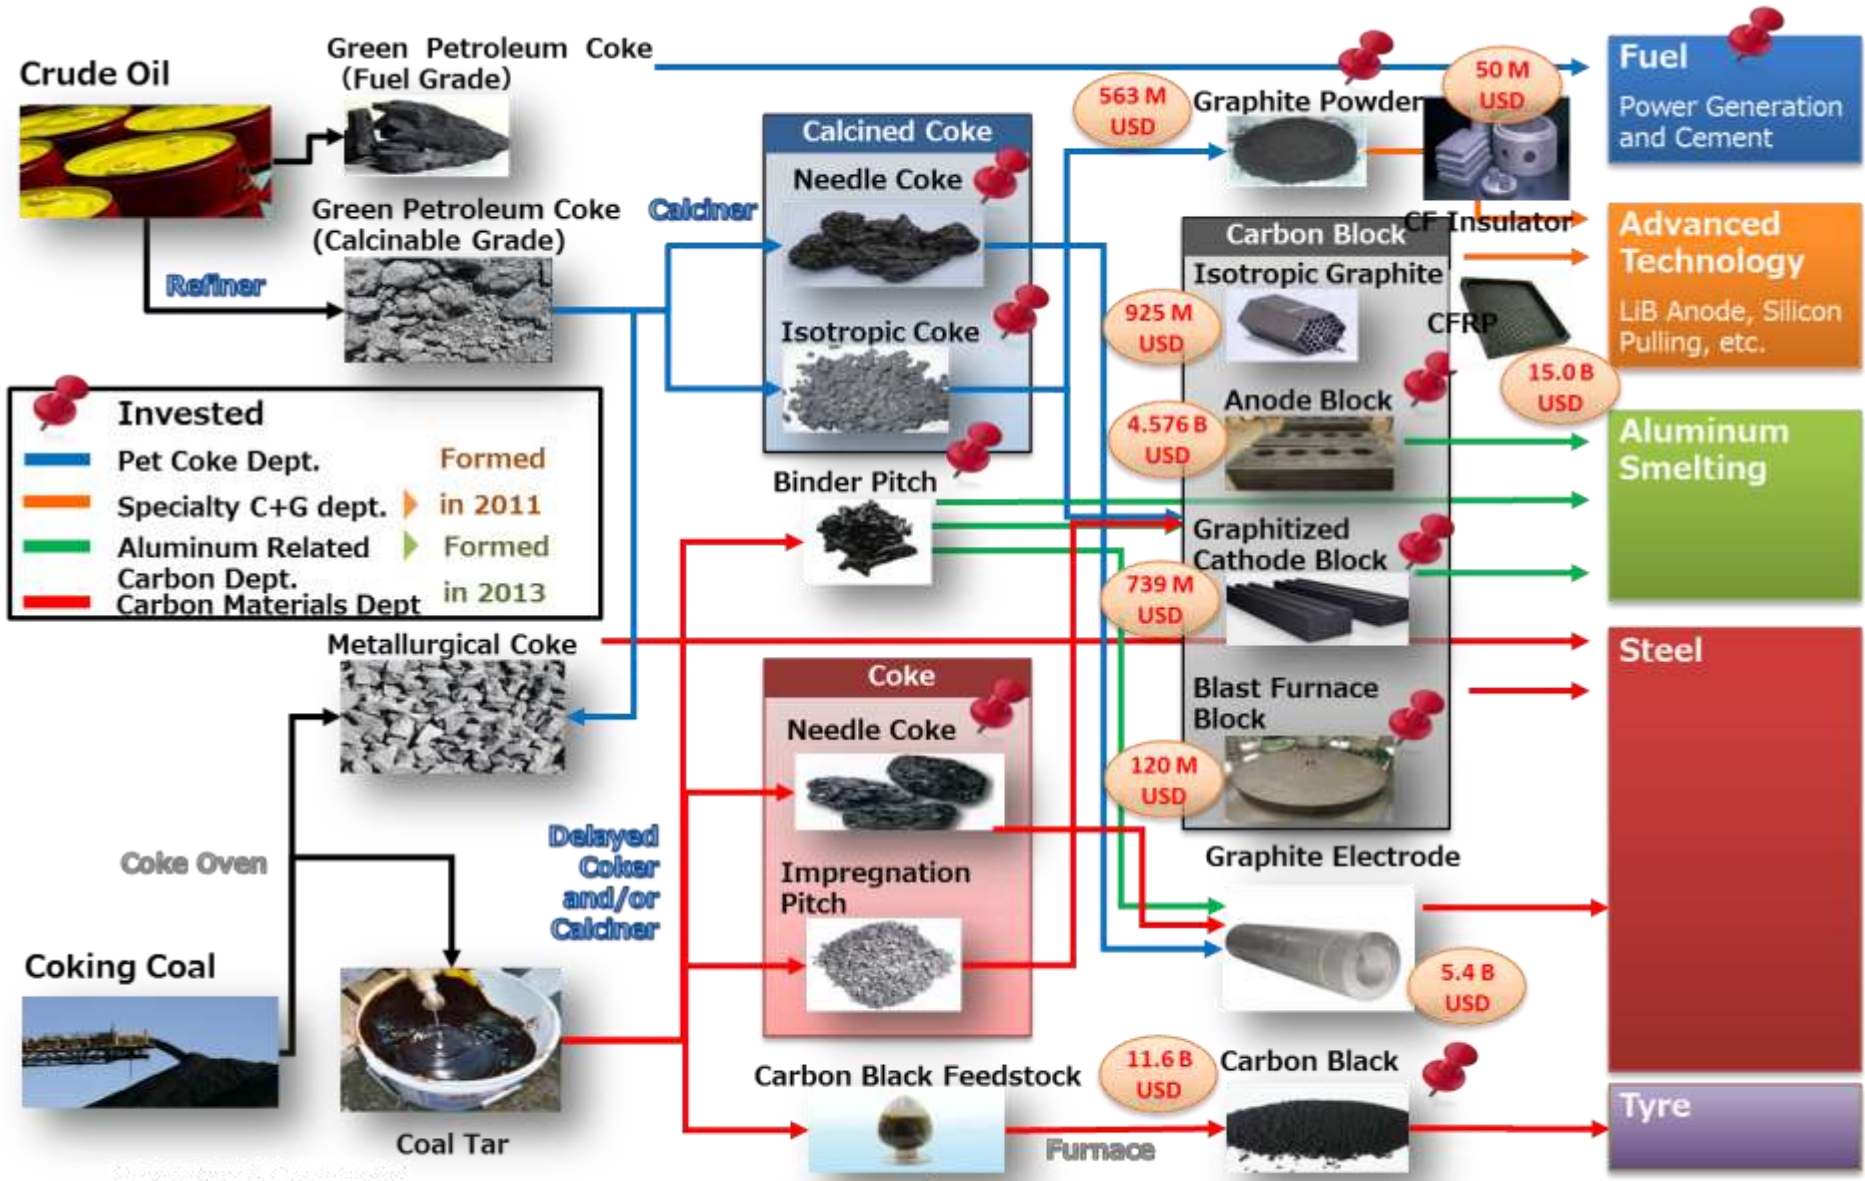 Crude Oil
Green Petroleum Coke
(Fuel Grade)
Green Petroleum Coke
(Calcinable Grade)
Refiner
Calciner
Calcined Coke
Needle Coke
Isotropic Coke
Binder Pitch
563 M
USD
Graphite Powder
50 M
USD
CF Insulator
Carbon Block
Isotropic Graphite
925 M
USD
CFRP
15.0 B
USD
Anode Block
4.576 B
USD
Graphitized
Cathode Block
739 M
USD
Blast Furnace
Block
120 M
USD
Graphite Electrode
5.4 B
USD
Fuel
Power Generation
and Cement
Advanced
Technology
LiB Anode, Silicon
Pulling, etc.
Aluminum
Smelting
Steel
Tyre
Invested
Pet Coke Dept.
Specialty C+G dept.
Aluminum Related
Carbon Dept.
Carbon Materials Dept
Formed
in 2011
Formed
in 2013
Metallurgical Coke
Coke Oven
Coking Coal
Coal Tar
Delayed
Coker
and/or
Calciner
Coke
Needle Coke
Impregnation
Pitch
Carbon Black Feedstock
Furnace
11.6 B
USD
Carbon Black